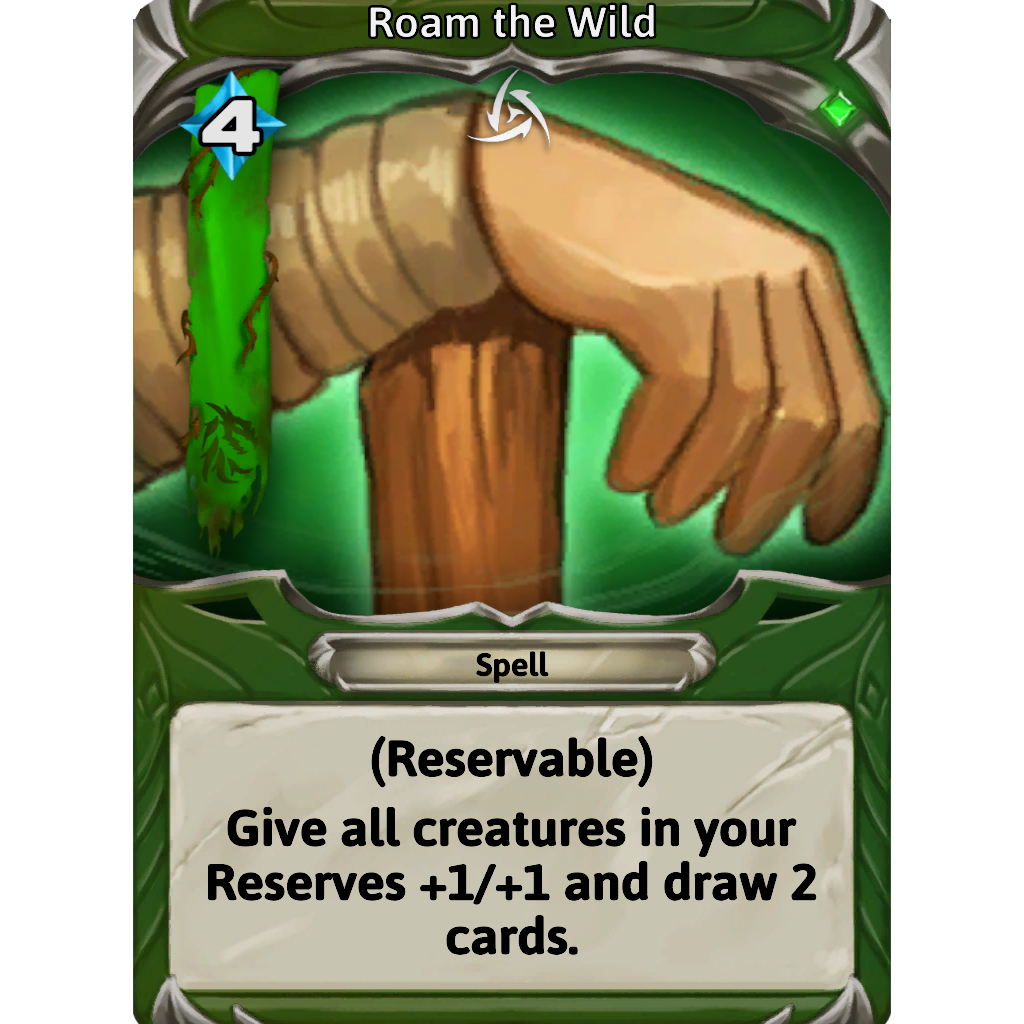 Roam the Wild
4
Spell
(Reservable)
Give all creatures in your
Reserves +1/+1 and draw 2
cards.